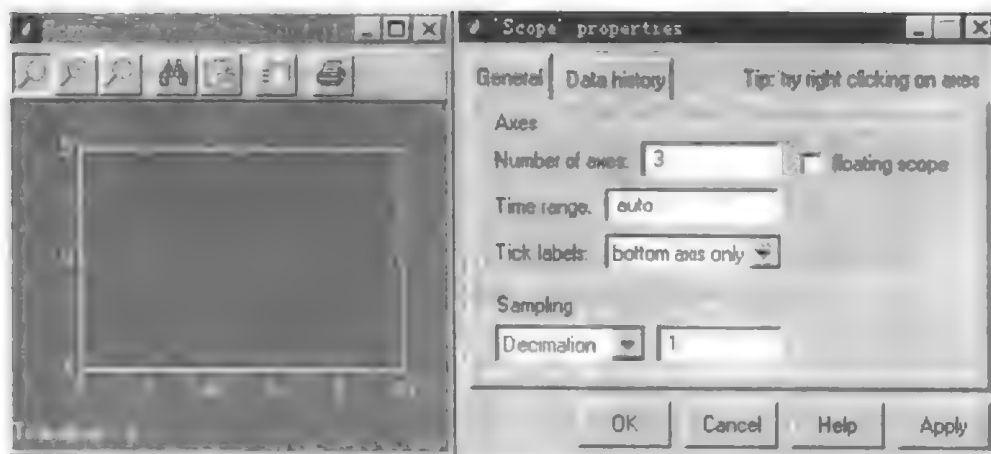 'Scope' properties
General
Data history
Tip: try right clicking on axes
Axes
Number of axes: 3
floating scope
Time range: auto
Tick labels: bottom axis only
Sampling
Decimation 1
OK
Cancel
Help
Apply